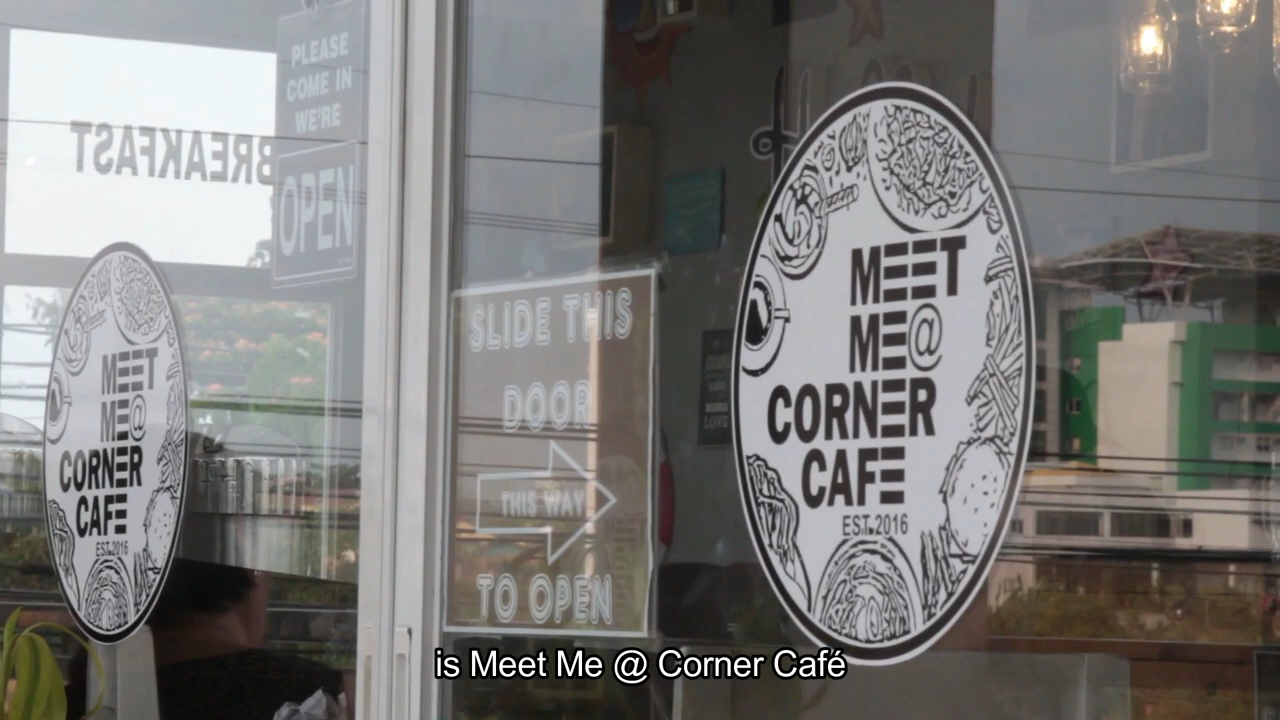 PLEASE
COME IN
WE'RE
OPEN
BREAKFAST
MEET
ME@
CORNER
CAFE
EST.2016
SLIDE THIS
DOOR
THIS WAY
TO OPEN
MEET
ME@
CORNER
CAFE
EST.2016
LOVE
is Meet Me @ Corner Café